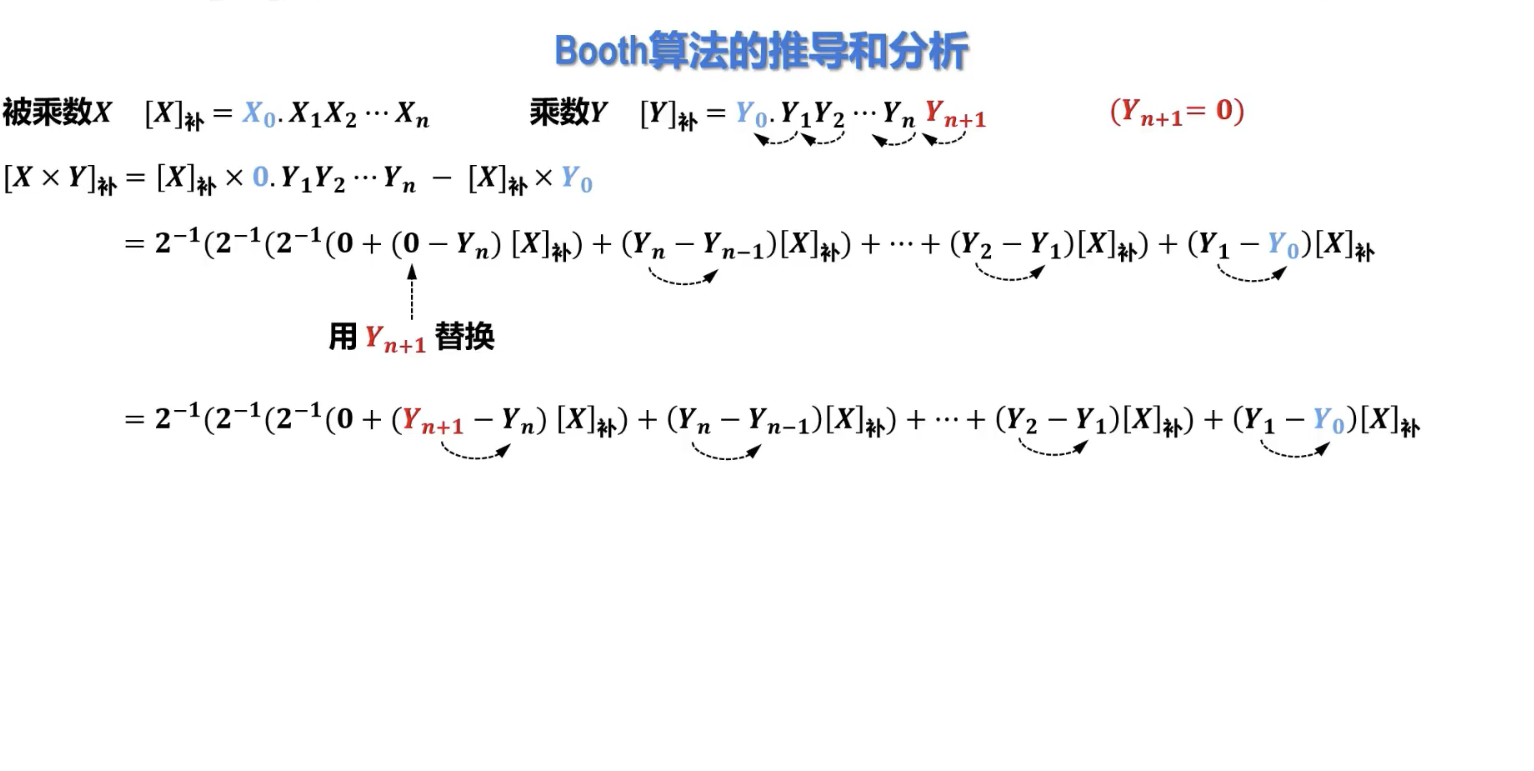 Booth算法的推导和分析
被乘数X [X]补 = X₀.X₁X₂⋯Xₙ 乘数Y [Y]补 = Y₀.Y₁Y₂⋯YₙYₙ₊₁ (Yₙ₊₁= 0)
[X × Y]补 = [X]补 × 0.Y₁Y₂⋯Yₙ − [X]补 × Y₀
= 2⁻¹(2⁻¹(2⁻¹(0 + (0 − Yₙ) [X]补) + (Yₙ − Yₙ₋₁)[X]补) + ⋯ + (Y₂ − Y₁)[X]补) + (Y₁ − Y₀)[X]补
用 Yₙ₊₁ 替换
= 2⁻¹(2⁻¹(2⁻¹(0 + (Yₙ₊₁ − Yₙ) [X]补) + (Yₙ − Yₙ₋₁)[X]补) + ⋯ + (Y₂ − Y₁)[X]补) + (Y₁ − Y₀)[X]补